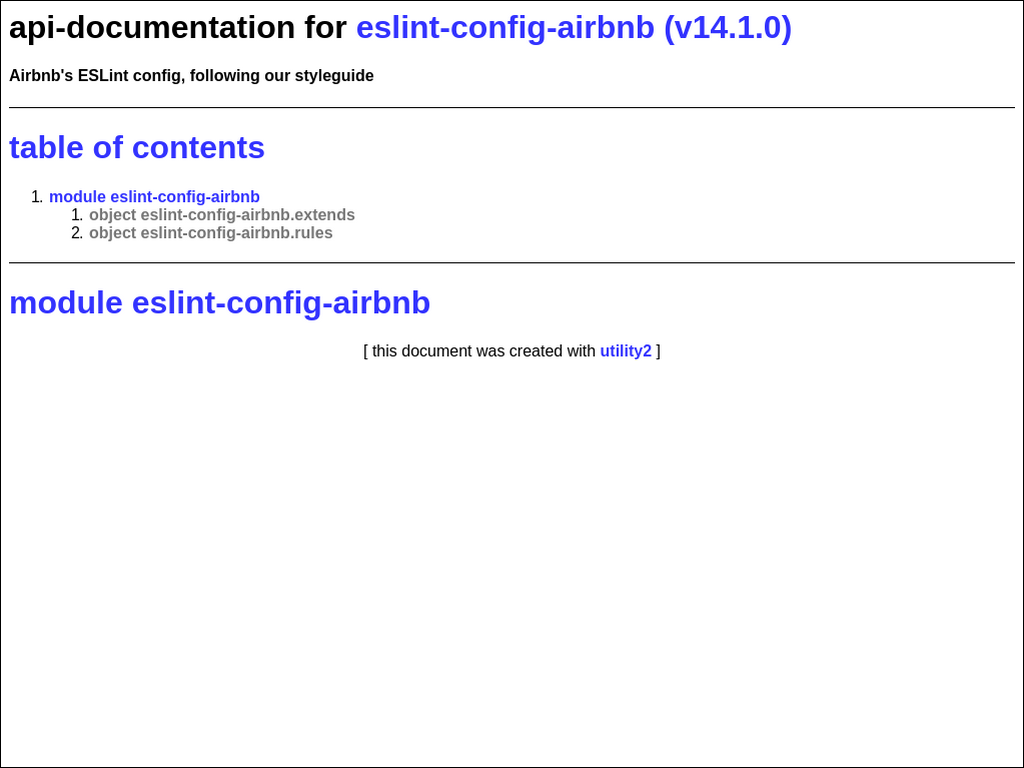 api-documentation for eslint-config-airbnb (v14.1.0)
Airbnb's ESLint config, following our styleguide
table of contents
1. module eslint-config-airbnb
1. object eslint-config-airbnb.extends
2. object eslint-config-airbnb.rules
module eslint-config-airbnb
[ this document was created with utility2 ]